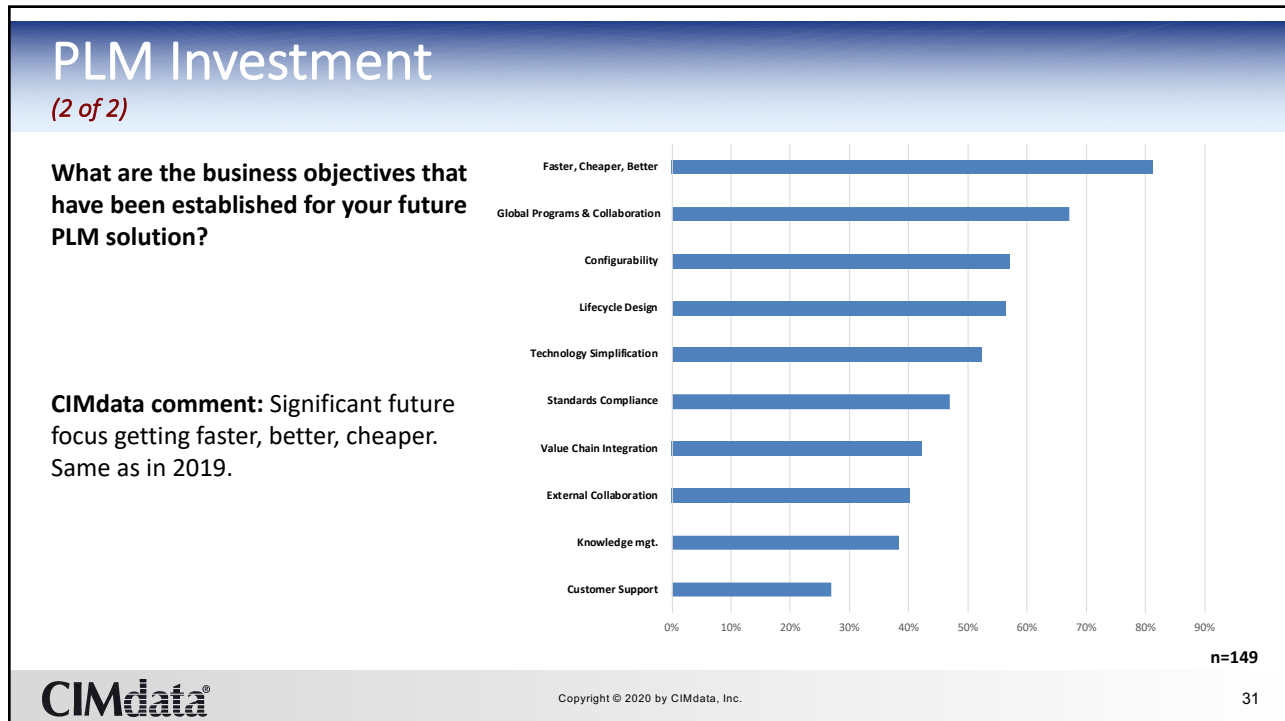 PLM Investment
(2 of 2)
What are the business objectives that
have been established for your future
PLM solution?
CIMdata comment: Significant future
focus getting faster, better, cheaper.
Same as in 2019.
Faster, Cheaper, Better
Global Programs & Collaboration
Configurability
Lifecycle Design
Technology Simplification
Standards Compliance
Value Chain Integration
External Collaboration
Knowledge mgt.
Customer Support
0% 10% 20% 30% 40% 50% 60% 70% 80% 90%
n=149
CIMdata®
Copyright © 2020 by CIMdata, Inc.
31